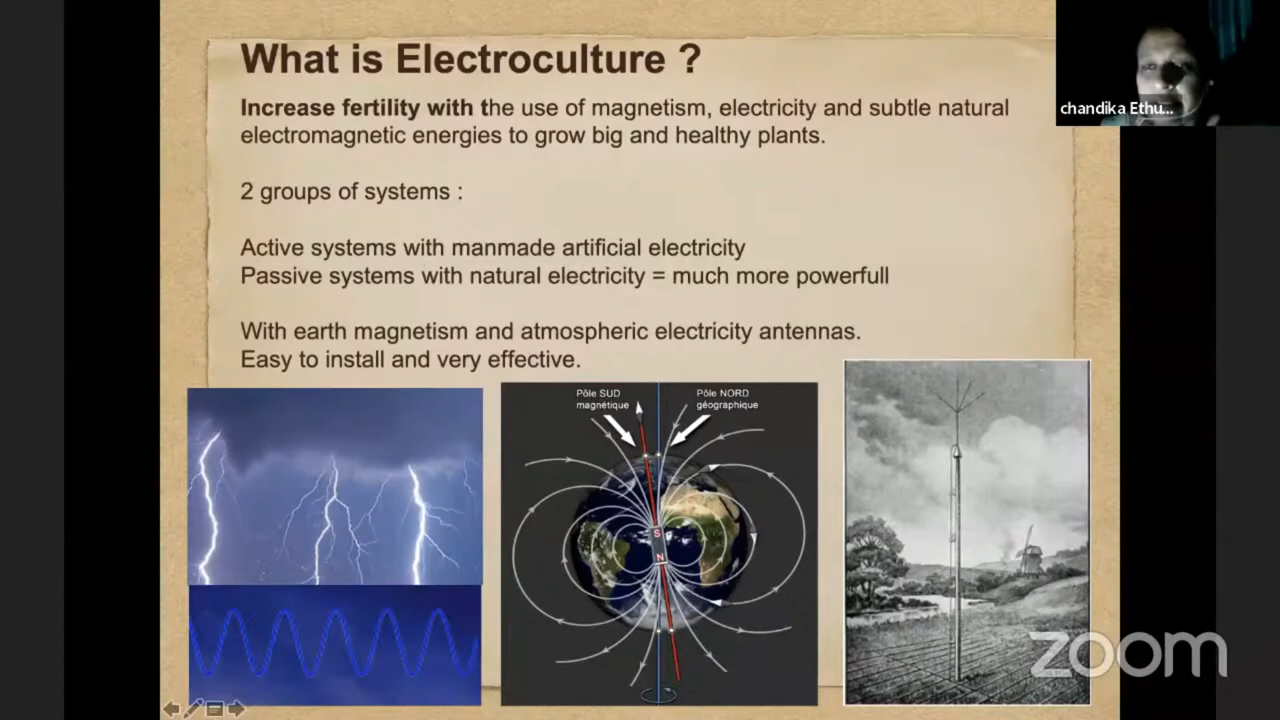 What is Electroculture ?
Increase fertility with the use of magnetism, electricity and subtle natural
electromagnetic energies to grow big and healthy plants.
2 groups of systems :
Active systems with manmade artificial electricity
Passive systems with natural electricity = much more powerfull
With earth magnetism and atmospheric electricity antennas.
Easy to install and very effective.
chandika Ethu...
Pôle SUD
magnétique
Pôle NORD
géographique
S
N
zoom